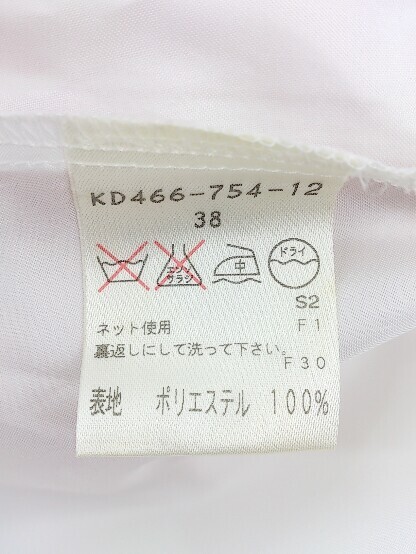 KD466-754-12
38
エンソ サラシ
中
ドライ
S2
ネット使用
F1
裏返しにして洗って下さい。
F30
表地 ポリエステル 100%